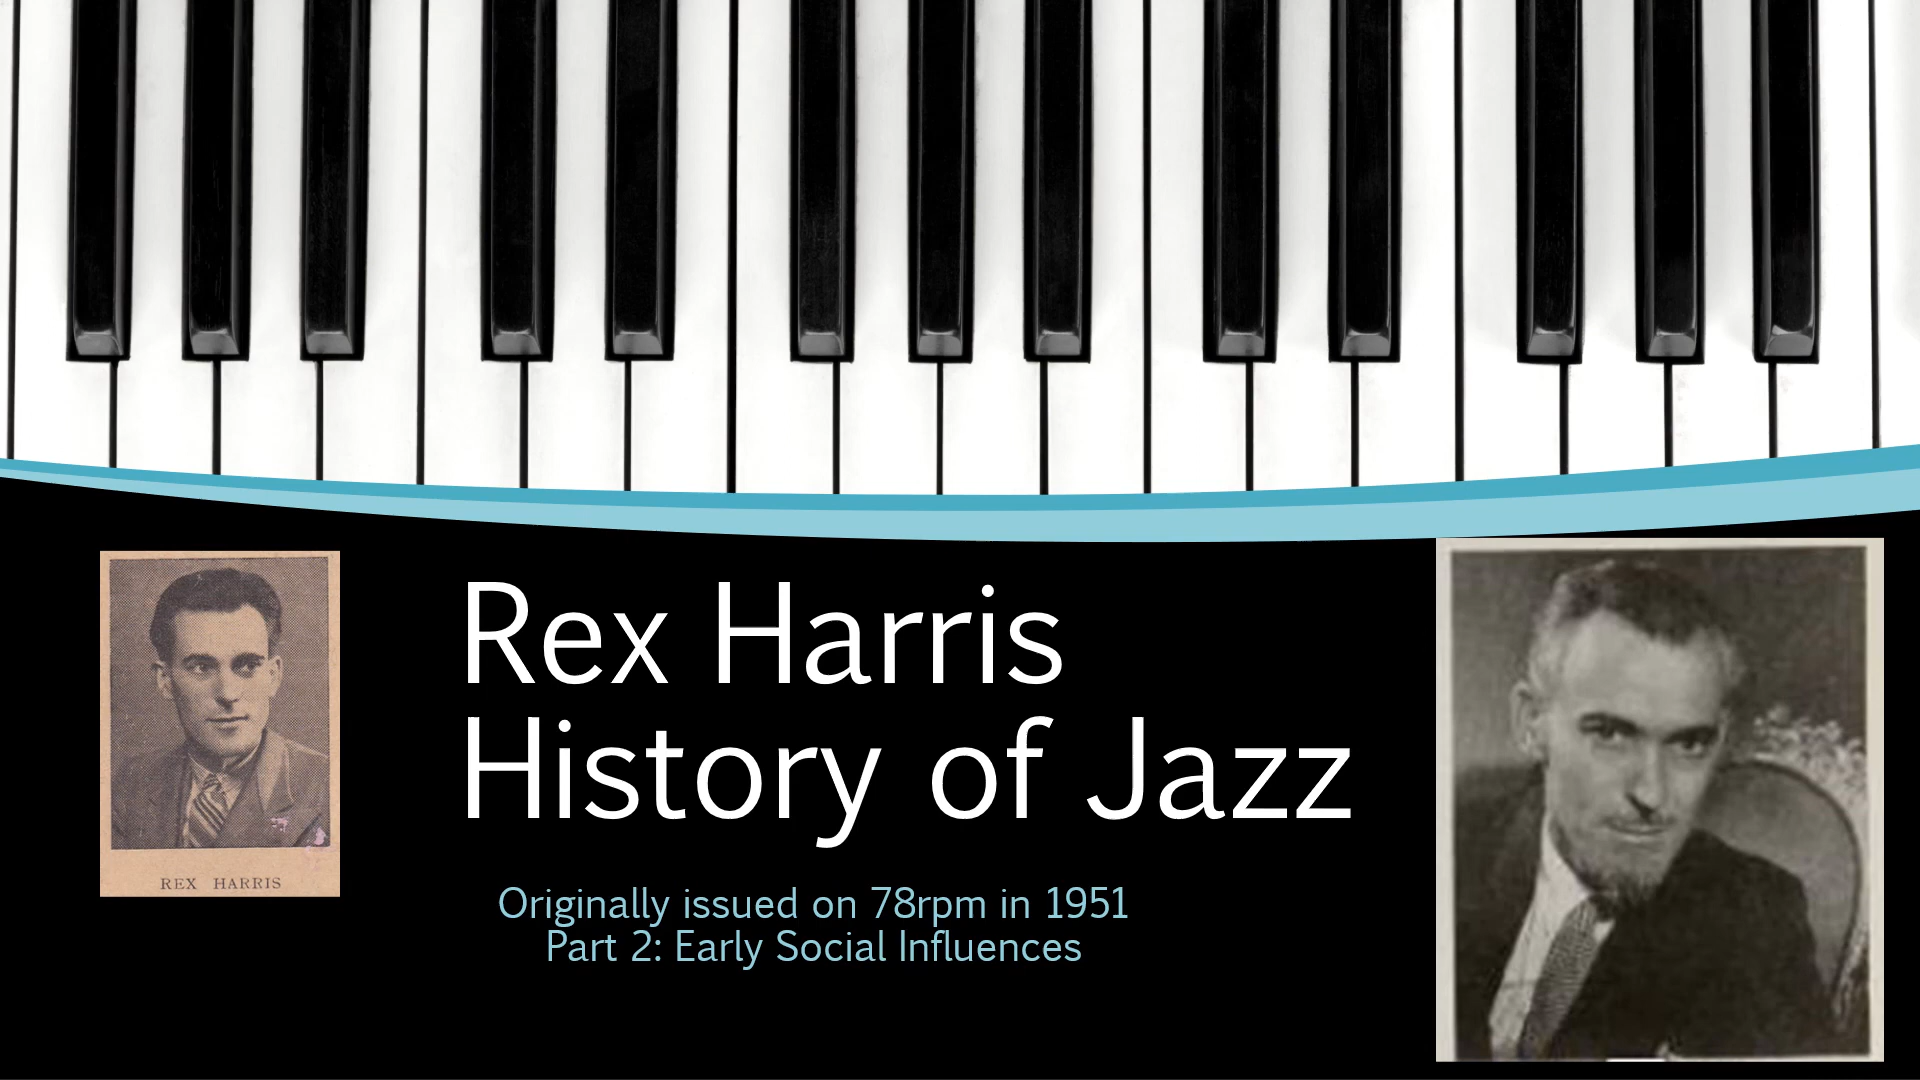 Rex Harris
History of Jazz
Originally issued on 78rpm in 1951
Part 2: Early Social Influences
REX HARRIS